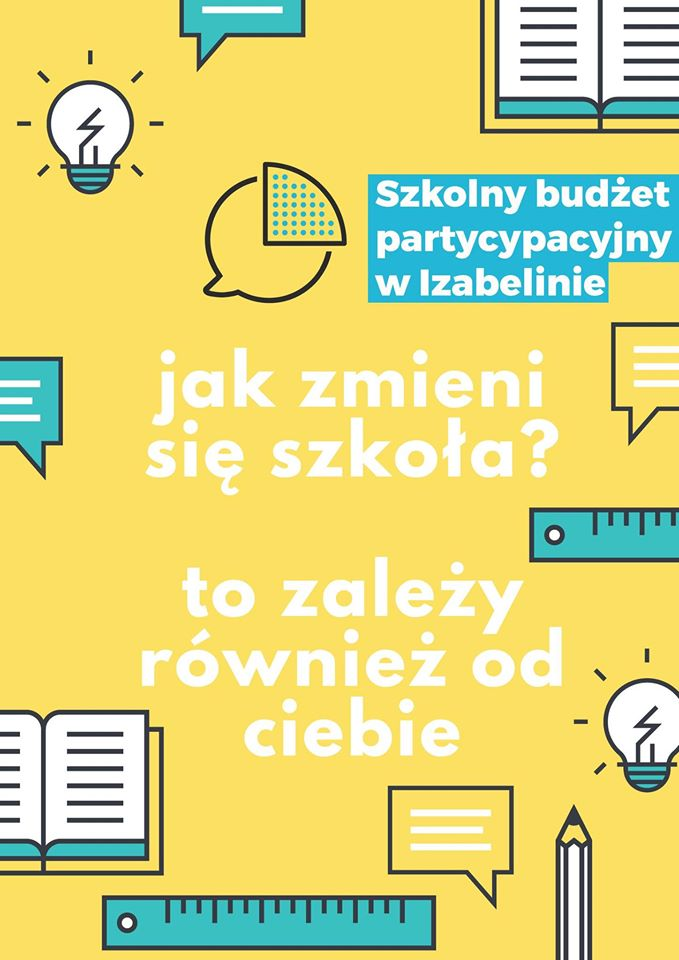 Szkolny budżet
partycypacyjny
w Izabelinie
jak zmieni
się szkoła?
to zależy
również od
ciebie